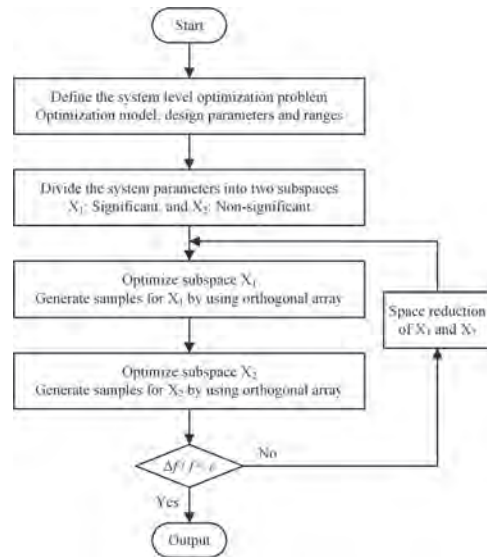 Start
Define the system level optimization problem
Optimization model, design parameters and ranges
Divide the system parameters into two subspaces
X₁: Significant, and X₂: Non-significant
Optimize subspace X₁
Generate samples for X₁ by using orthogonal array
Space reduction
of X₁ and X₂
Optimize subspace X₂
Generate samples for X₂ by using orthogonal array
No
Δf / f
Yes
Output